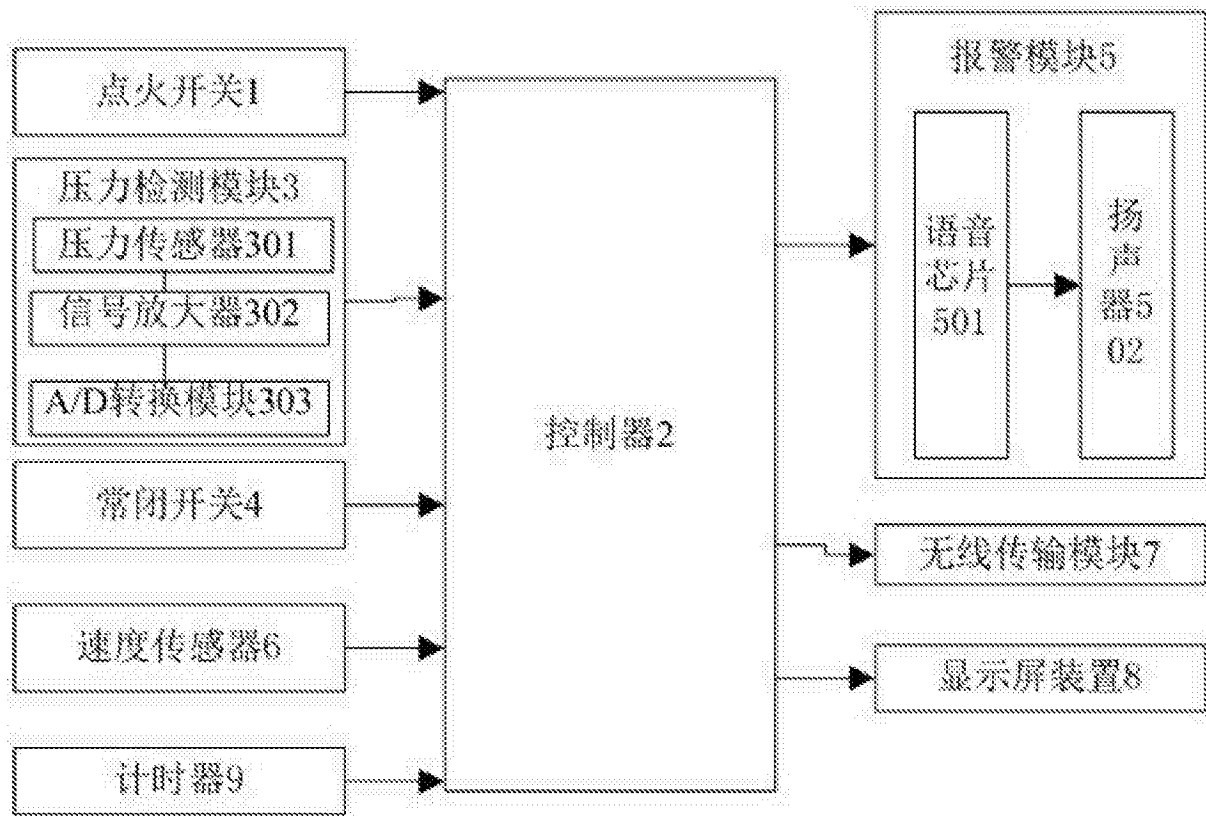 点火开关1
压力检测模块3
压力传感器301
信号放大器302
A/D转换模块303
常闭开关4
速度传感器6
计时器9
控制器2
报警模块5
语音
芯片
501
扬
声
器5
02
无线传输模块7
显示屏装置8